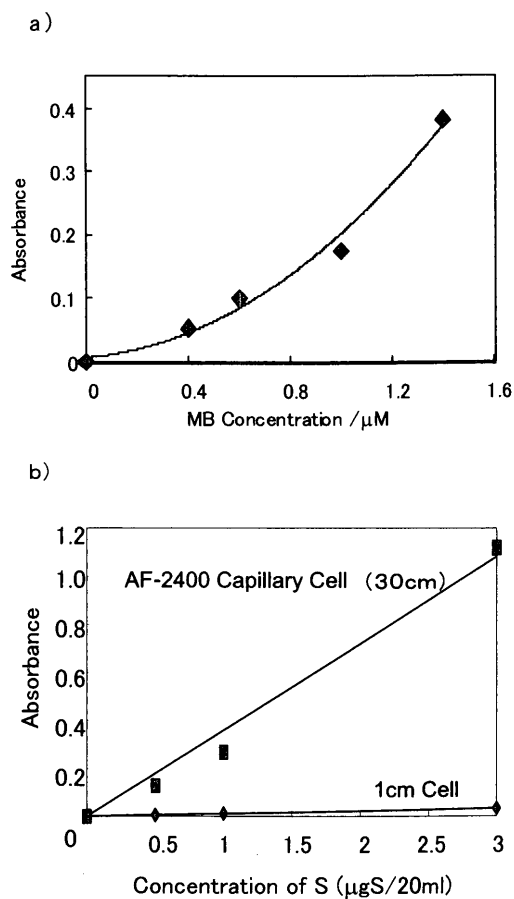 a)
0.4
0.3
0.2
0.1
0
Absorbance
0 0.4 0.8 1.2 1.6
MB Concentration /μM
b)
1.2
1.0
0.8
0.6
0.4
0.2
0
Absorbance
AF-2400 Capillary Cell (30cm)
1cm Cell
0.5 1 1.5 2 2.5 3
Concentration of S (μgS/20ml)